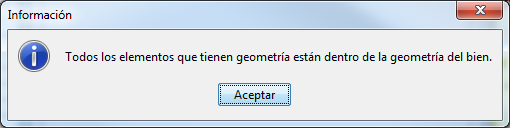 Información
Todos los elementos que tienen geometría están dentro de la geometría del bien.
Aceptar